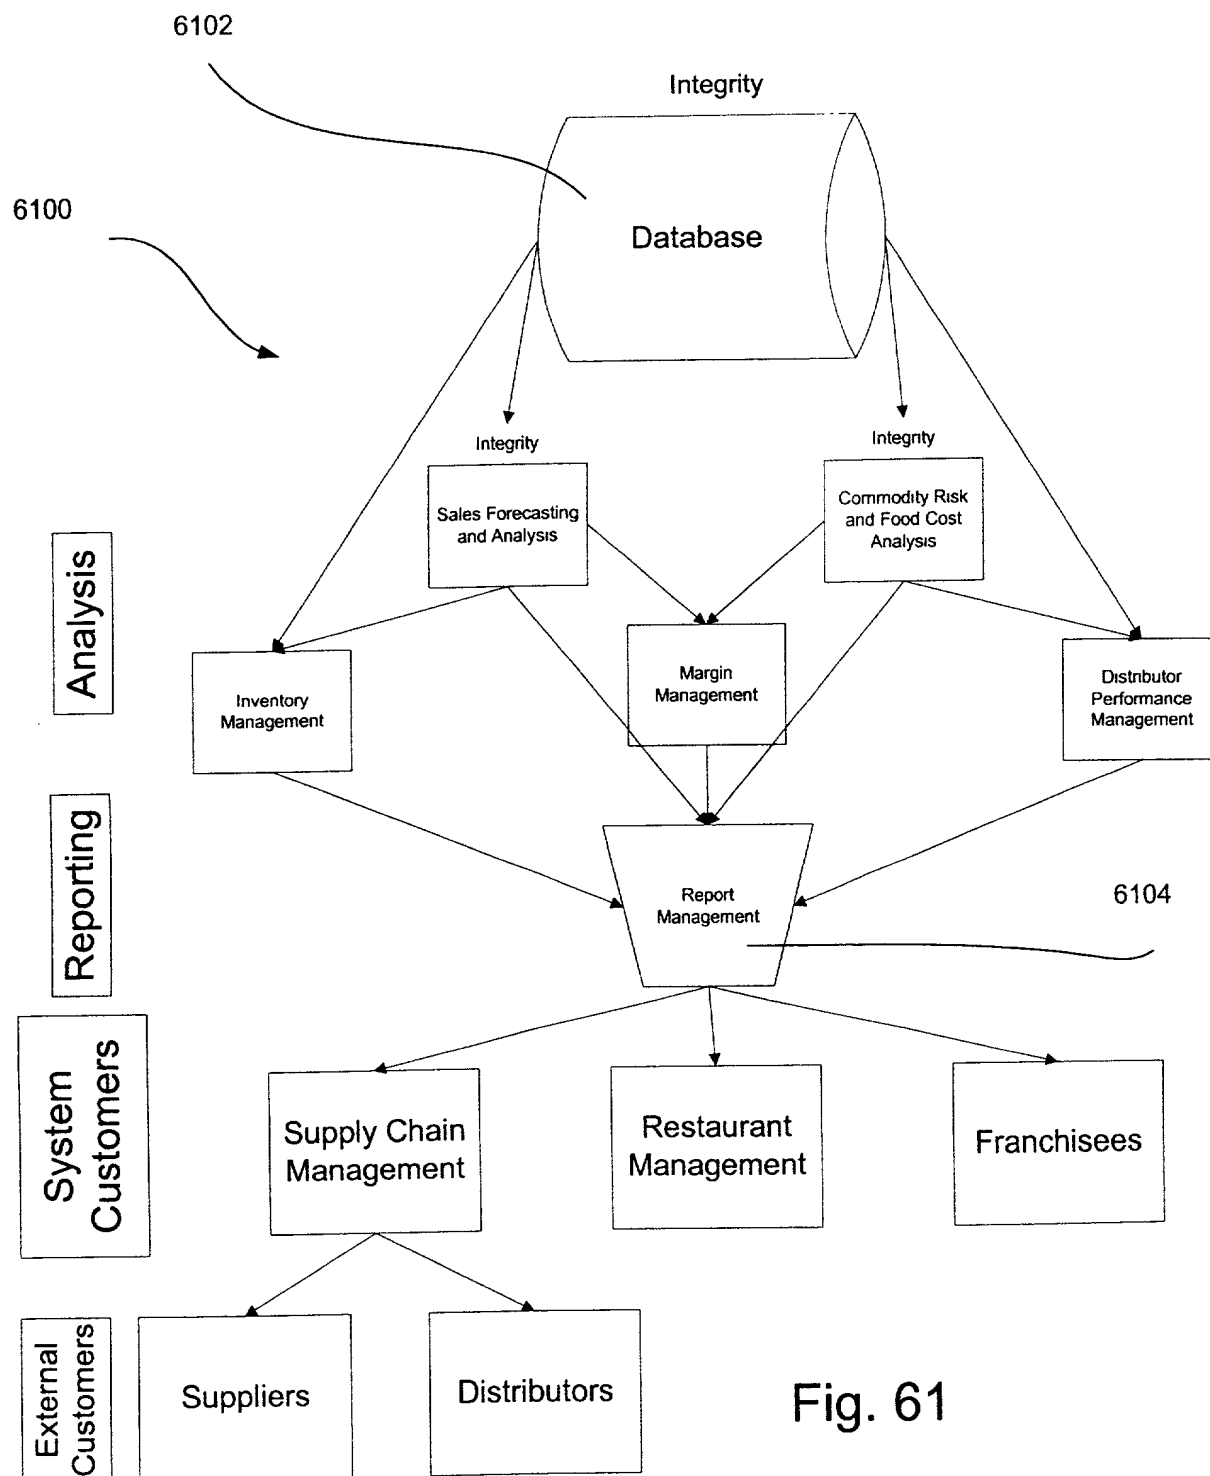 6102
Integrity
6100
Database
Integrity
Integrity
Sales Forecasting
and Analysis
Commodity Risk
and Food Cost
Analysis
Analysis
Inventory
Management
Margin
Management
Distributor
Performance
Management
Reporting
Report
Management
6104
System
Customers
Supply Chain
Management
Restaurant
Management
Franchisees
External
Customers
Suppliers
Distributors
Fig. 61